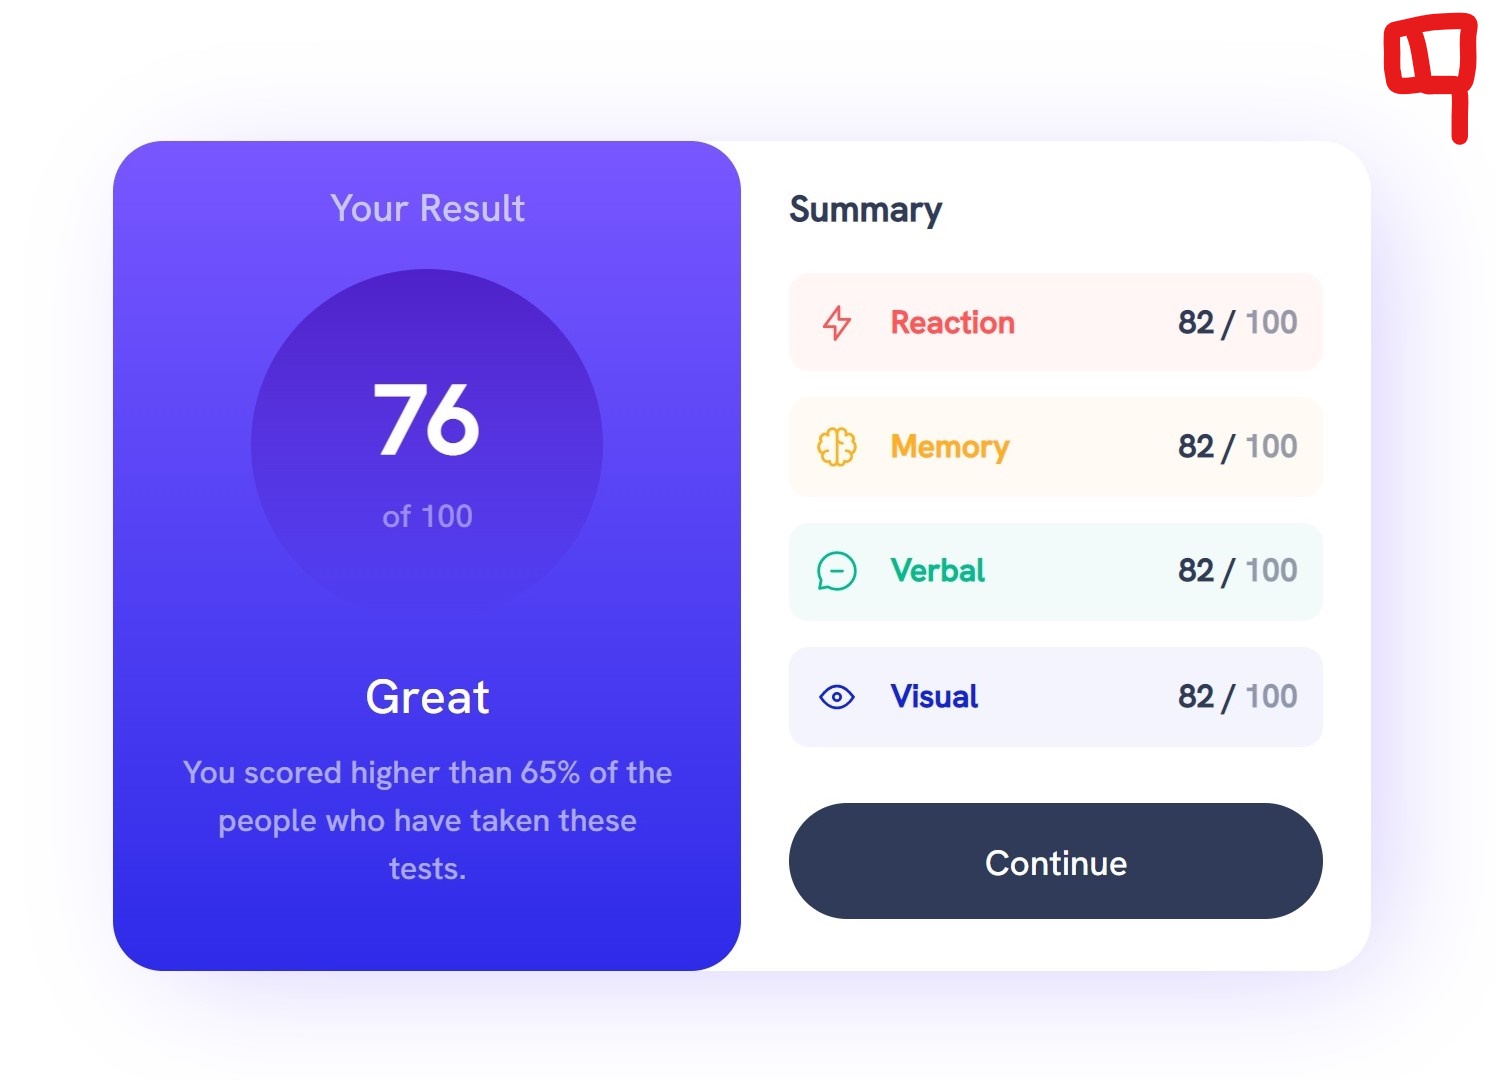 Your Result
76
of 100
Great
You scored higher than 65% of the
people who have taken these
tests.
Summary
Reaction 82 / 100
Memory 82 / 100
Verbal 82 / 100
Visual 82 / 100
Continue